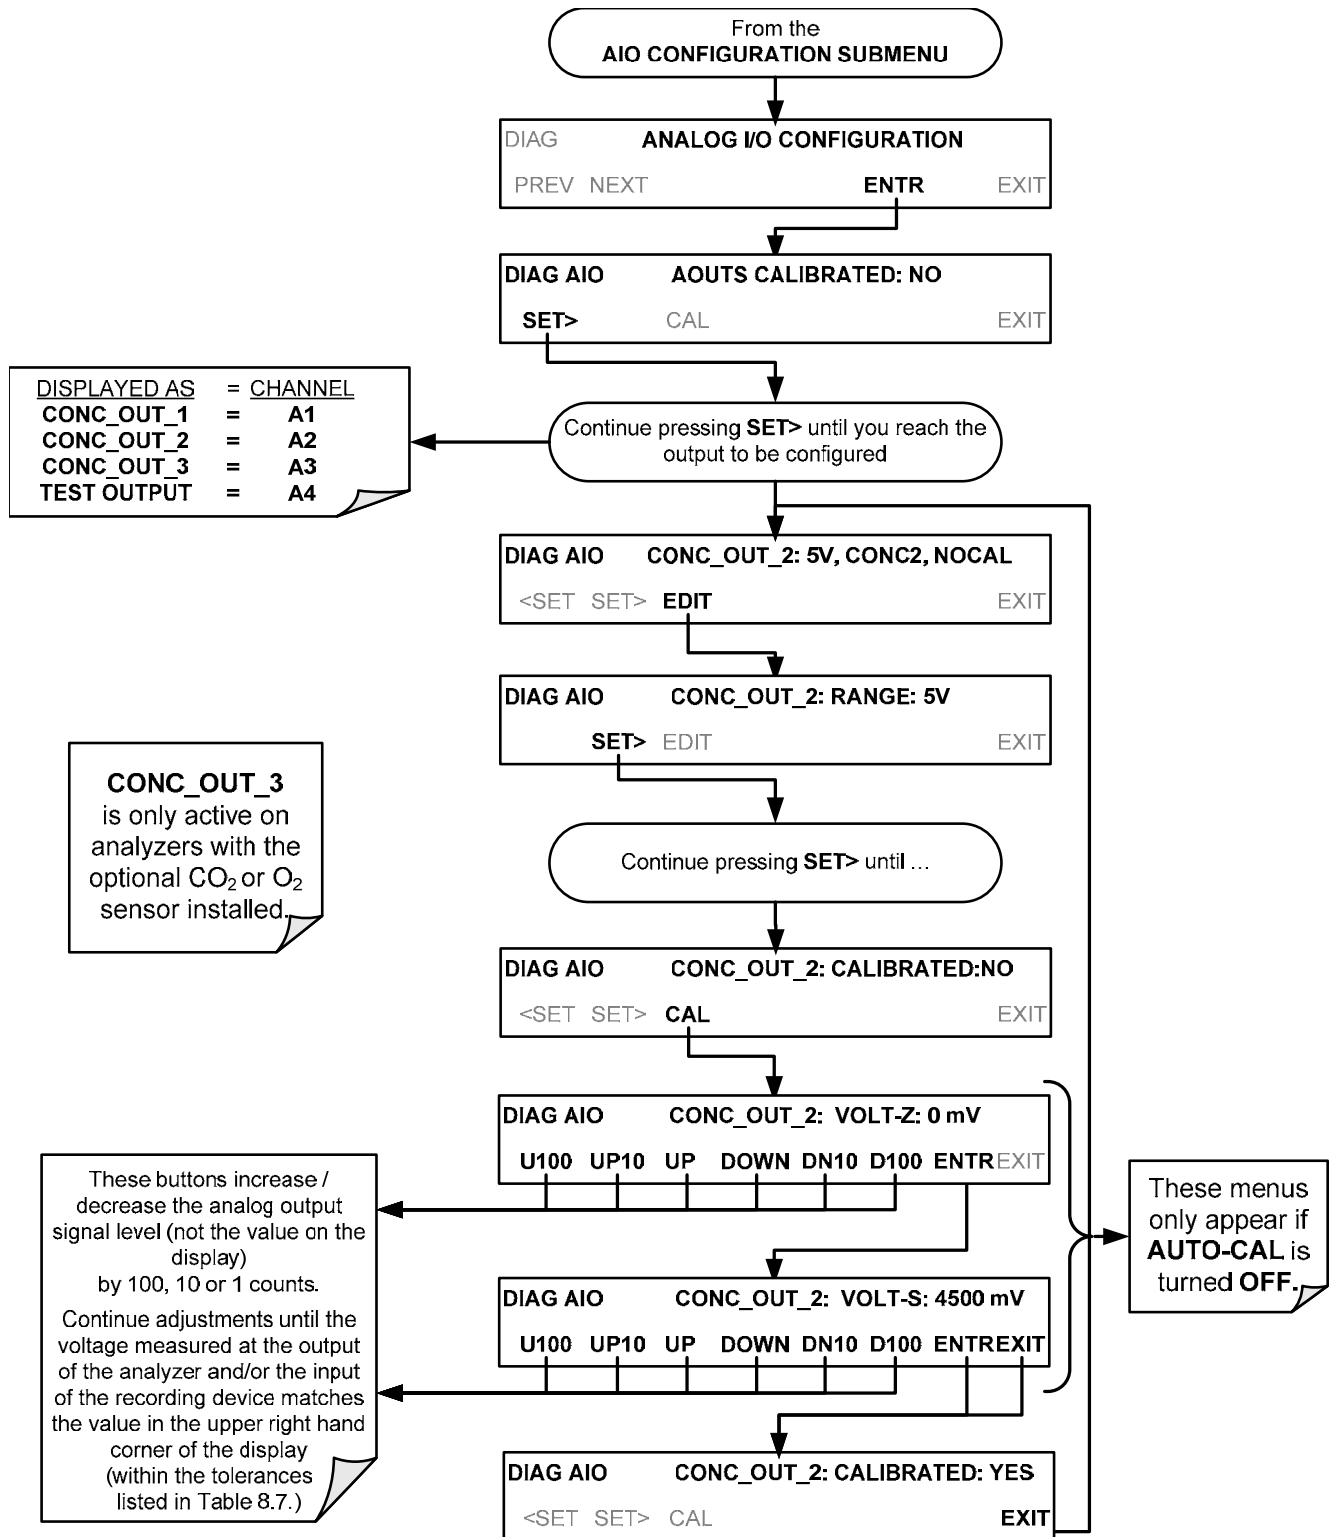 From the
AIO CONFIGURATION SUBMENU
DIAG ANALOG I/O CONFIGURATION
PREV NEXT ENTR EXIT
DIAG AIO AOUTS CALIBRATED: NO
SET> CAL EXIT
DISPLAYED AS = CHANNEL
CONC_OUT_1 = A1
CONC_OUT_2 = A2
CONC_OUT_3 = A3
TEST OUTPUT = A4
Continue pressing SET> until you reach the
output to be configured
DIAG AIO CONC_OUT_2: 5V, CONC2, NOCAL
<SET SET> EDIT EXIT
DIAG AIO CONC_OUT_2: RANGE: 5V
SET> EDIT EXIT
CONC_OUT_3
is only active on
analyzers with the
optional CO₂ or O₂
sensor installed.
Continue pressing SET> until ...
DIAG AIO CONC_OUT_2: CALIBRATED:NO
<SET SET> CAL EXIT
DIAG AIO CONC_OUT_2: VOLT-Z: 0 mV
U100 UP10 UP DOWN DN10 D100 ENTR EXIT
These buttons increase /
decrease the analog output
signal level (not the value on the
display)
by 100, 10 or 1 counts.
Continue adjustments until the
voltage measured at the output
of the analyzer and/or the input
of the recording device matches
the value in the upper right hand
corner of the display
(within the tolerances
listed in Table 8.7.)
These menus
only appear if
AUTO-CAL is
turned OFF.
DIAG AIO CONC_OUT_2: VOLT-S: 4500 mV
U100 UP10 UP DOWN DN10 D100 ENTR EXIT
DIAG AIO CONC_OUT_2: CALIBRATED: YES
<SET SET> CAL EXIT